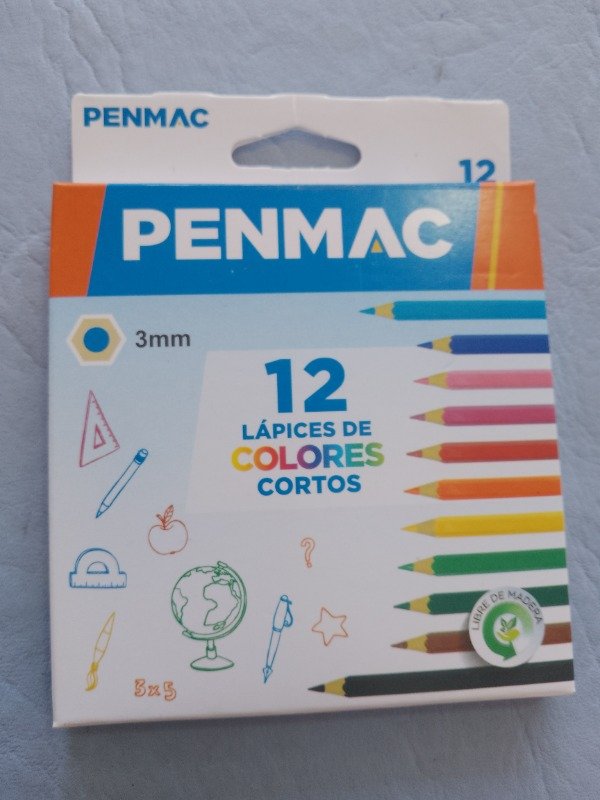 PENMAC
12
PENMAC
3mm
12
LÁPICES DE
COLORES
CORTOS
?
LIBRE DE MADERA
3x5